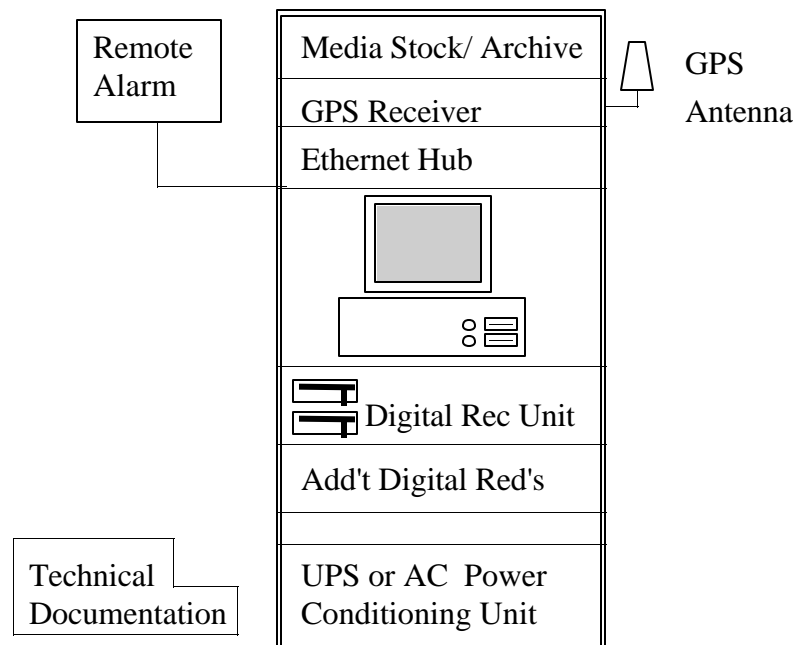 Remote
Alarm
Media Stock/ Archive
GPS
Antenna
GPS Receiver
Ethernet Hub
Digital Rec Unit
Add't Digital Red's
Technical
Documentation
UPS or AC Power
Conditioning Unit